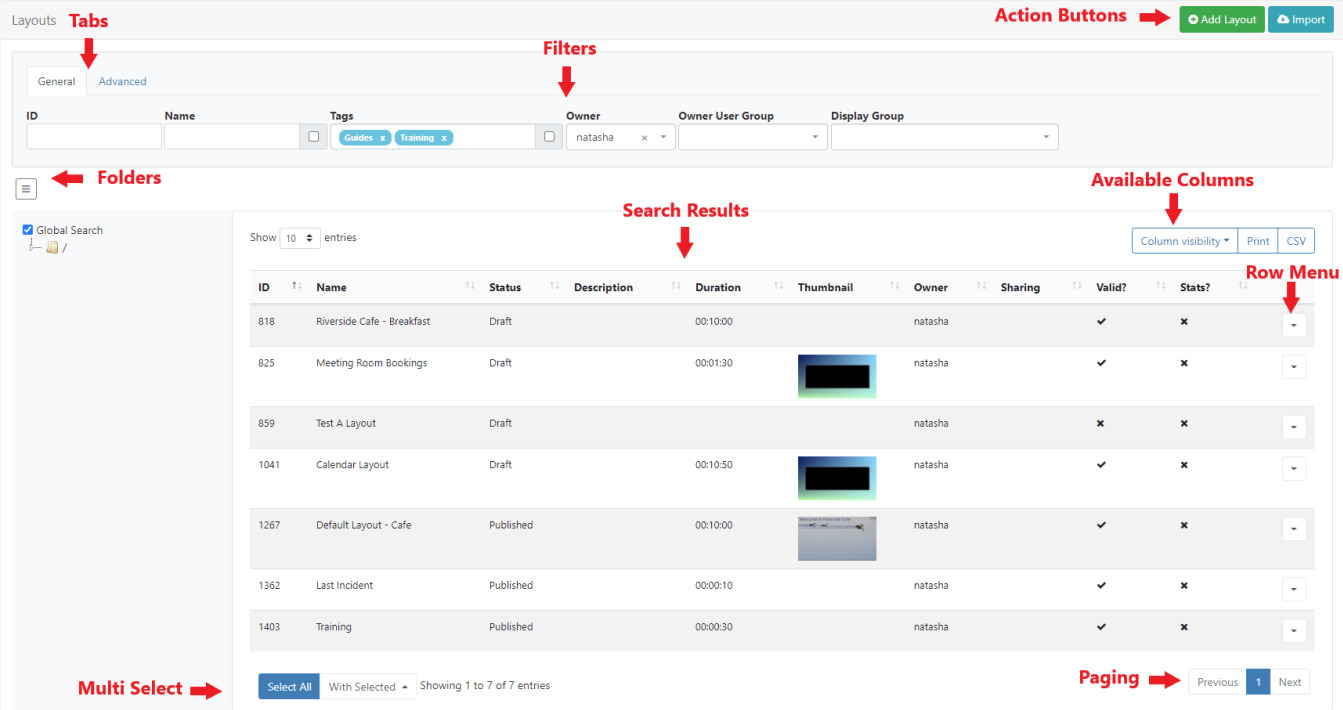 Layouts Tabs Action Buttons Add Layout Import
Filters
General Advanced
ID Name Tags Owner Owner User Group Display Group
Guides x Training x natasha x
Folders
Available Columns
Search Results
Global Search
/
Show 10 entries Column visibility Print CSV
Row Menu
ID Name Status Description Duration Thumbnail Owner Sharing Valid? Stats?
818 Riverside Cafe - Breakfast Draft 00:10:00 natasha
825 Meeting Room Bookings Draft 00:01:30 natasha
859 Test A Layout Draft natasha
1041 Calendar Layout Draft 00:10:50 natasha
1267 Default Layout - Cafe Published 00:10:00 natasha
Welcome to Riverside Cafe
1362 Last Incident Published 00:00:10 natasha
1403 Training Published 00:00:30 natasha
Multi Select Select All With Selected Showing 1 to 7 of 7 entries Paging Previous 1 Next